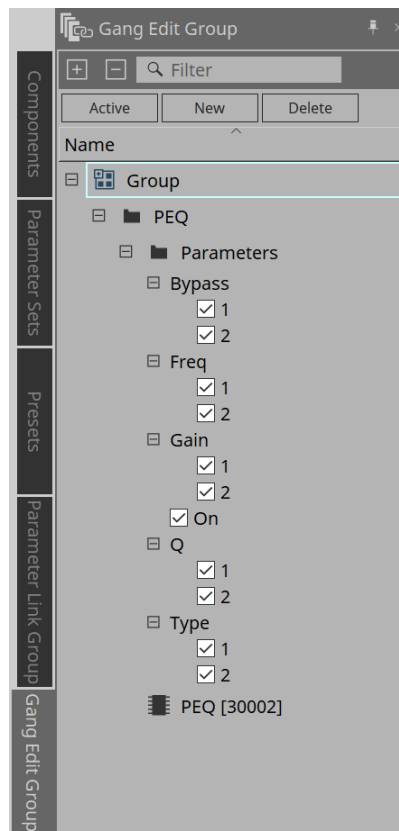 Gang Edit Group
Filter
Active New Delete
Name
Group
PEQ
Parameters
Bypass
1
2
Freq
1
2
Gain
1
2
On
Q
1
2
Type
1
2
PEQ [30002]
Components
Parameter Sets
Presets
Parameter Link Group
Gang Edit Group